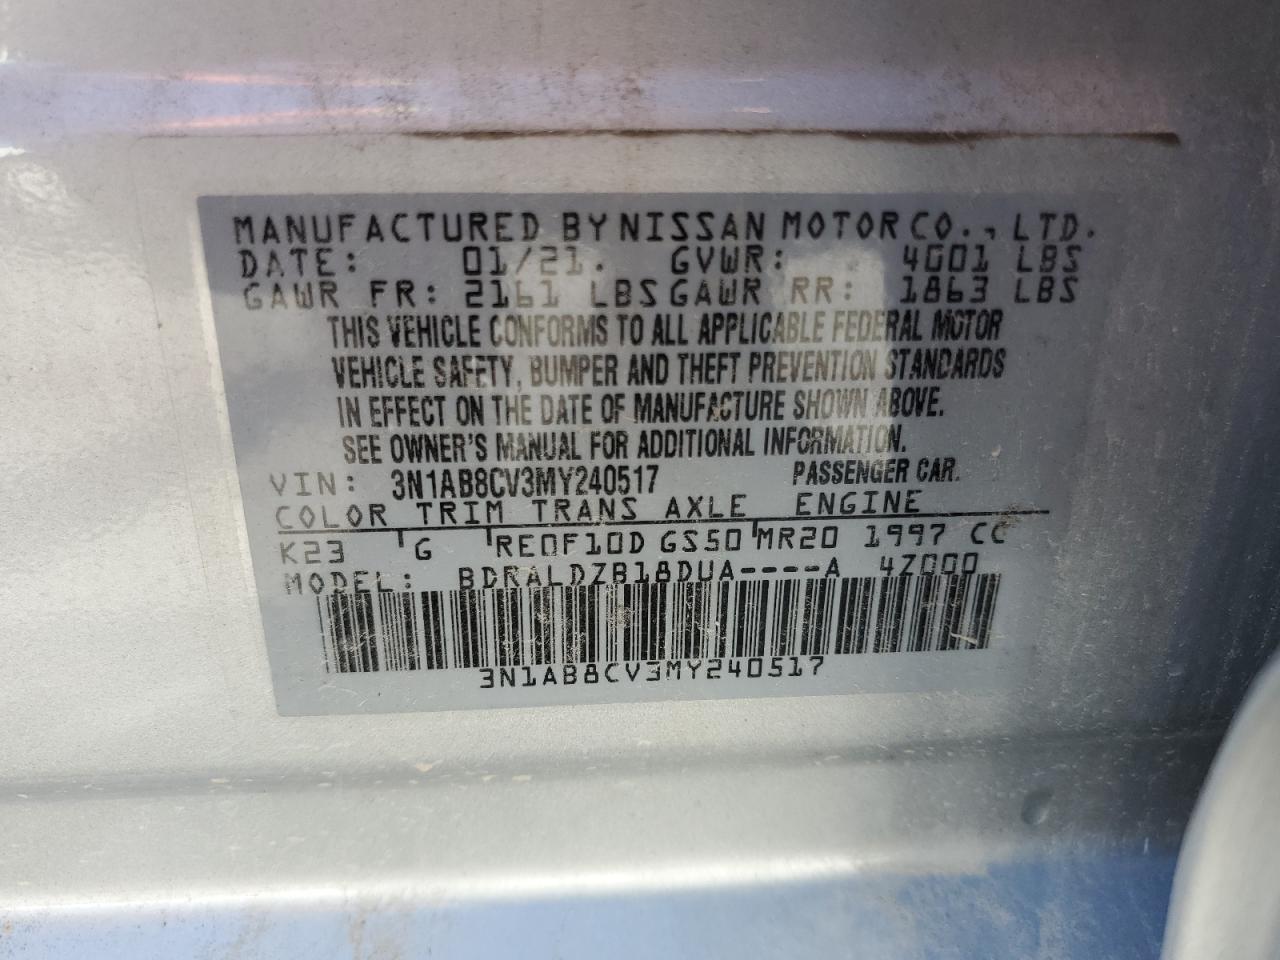 MANUFACTURED BY NISSAN MOTOR CO., LTD.
DATE: 01/21. GVWR: 4001 LBS
GAWR FR: 2161 LBS GAWR RR: 1863 LBS
THIS VEHICLE CONFORMS TO ALL APPLICABLE FEDERAL MOTOR
VEHICLE SAFETY, BUMPER AND THEFT PREVENTION STANDARDS
IN EFFECT ON THE DATE OF MANUFACTURE SHOWN ABOVE.
SEE OWNER'S MANUAL FOR ADDITIONAL INFORMATION.
VIN: 3N1AB8CV3MY240517 PASSENGER CAR.
COLOR TRIM TRANS AXLE ENGINE
K23 G RE0F10D GS50 MR20 1997 CC
MODEL: BDRALDZB18DUA----A 4Z000
3N1AB8CV3MY240517